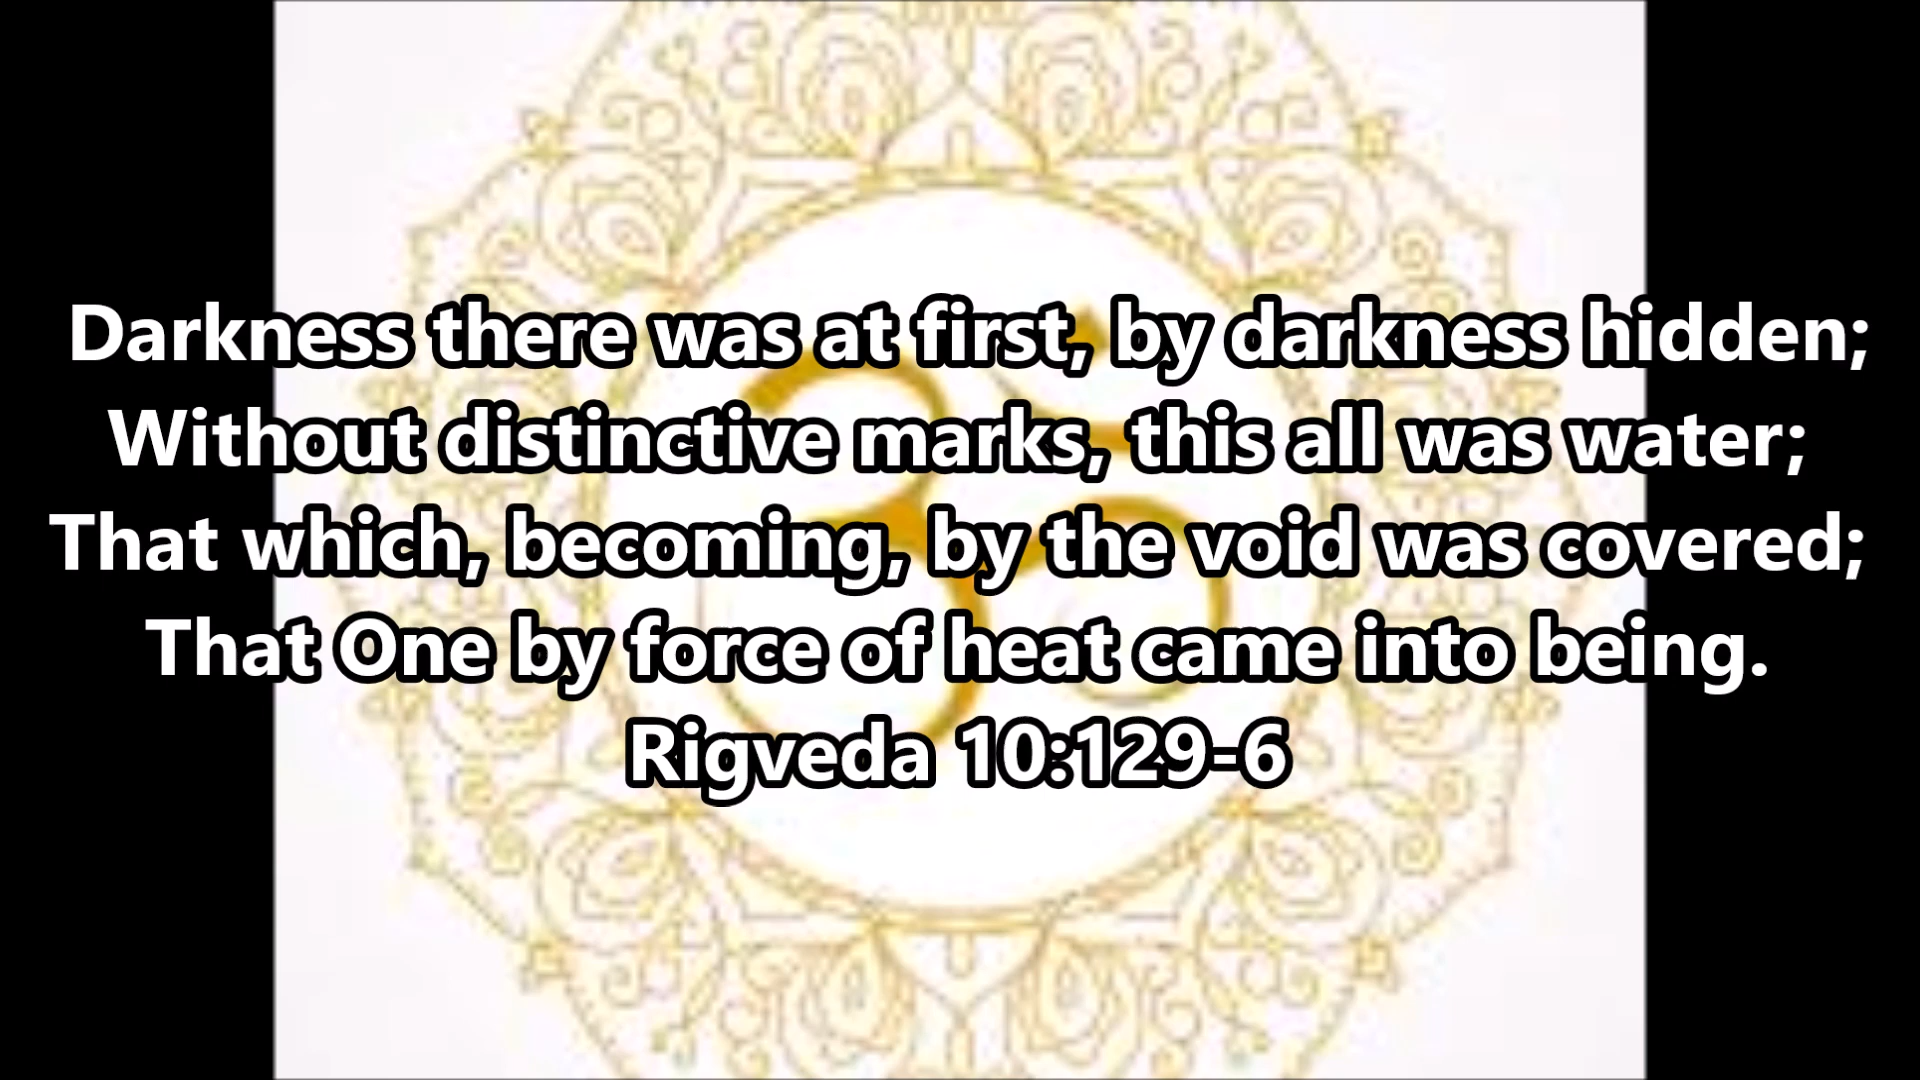 Darkness there was at first, by darkness hidden;
Without distinctive marks, this all was water;
That which, becoming, by the void was covered;
That One by force of heat came into being.
Rigveda 10:129-6
ॐ